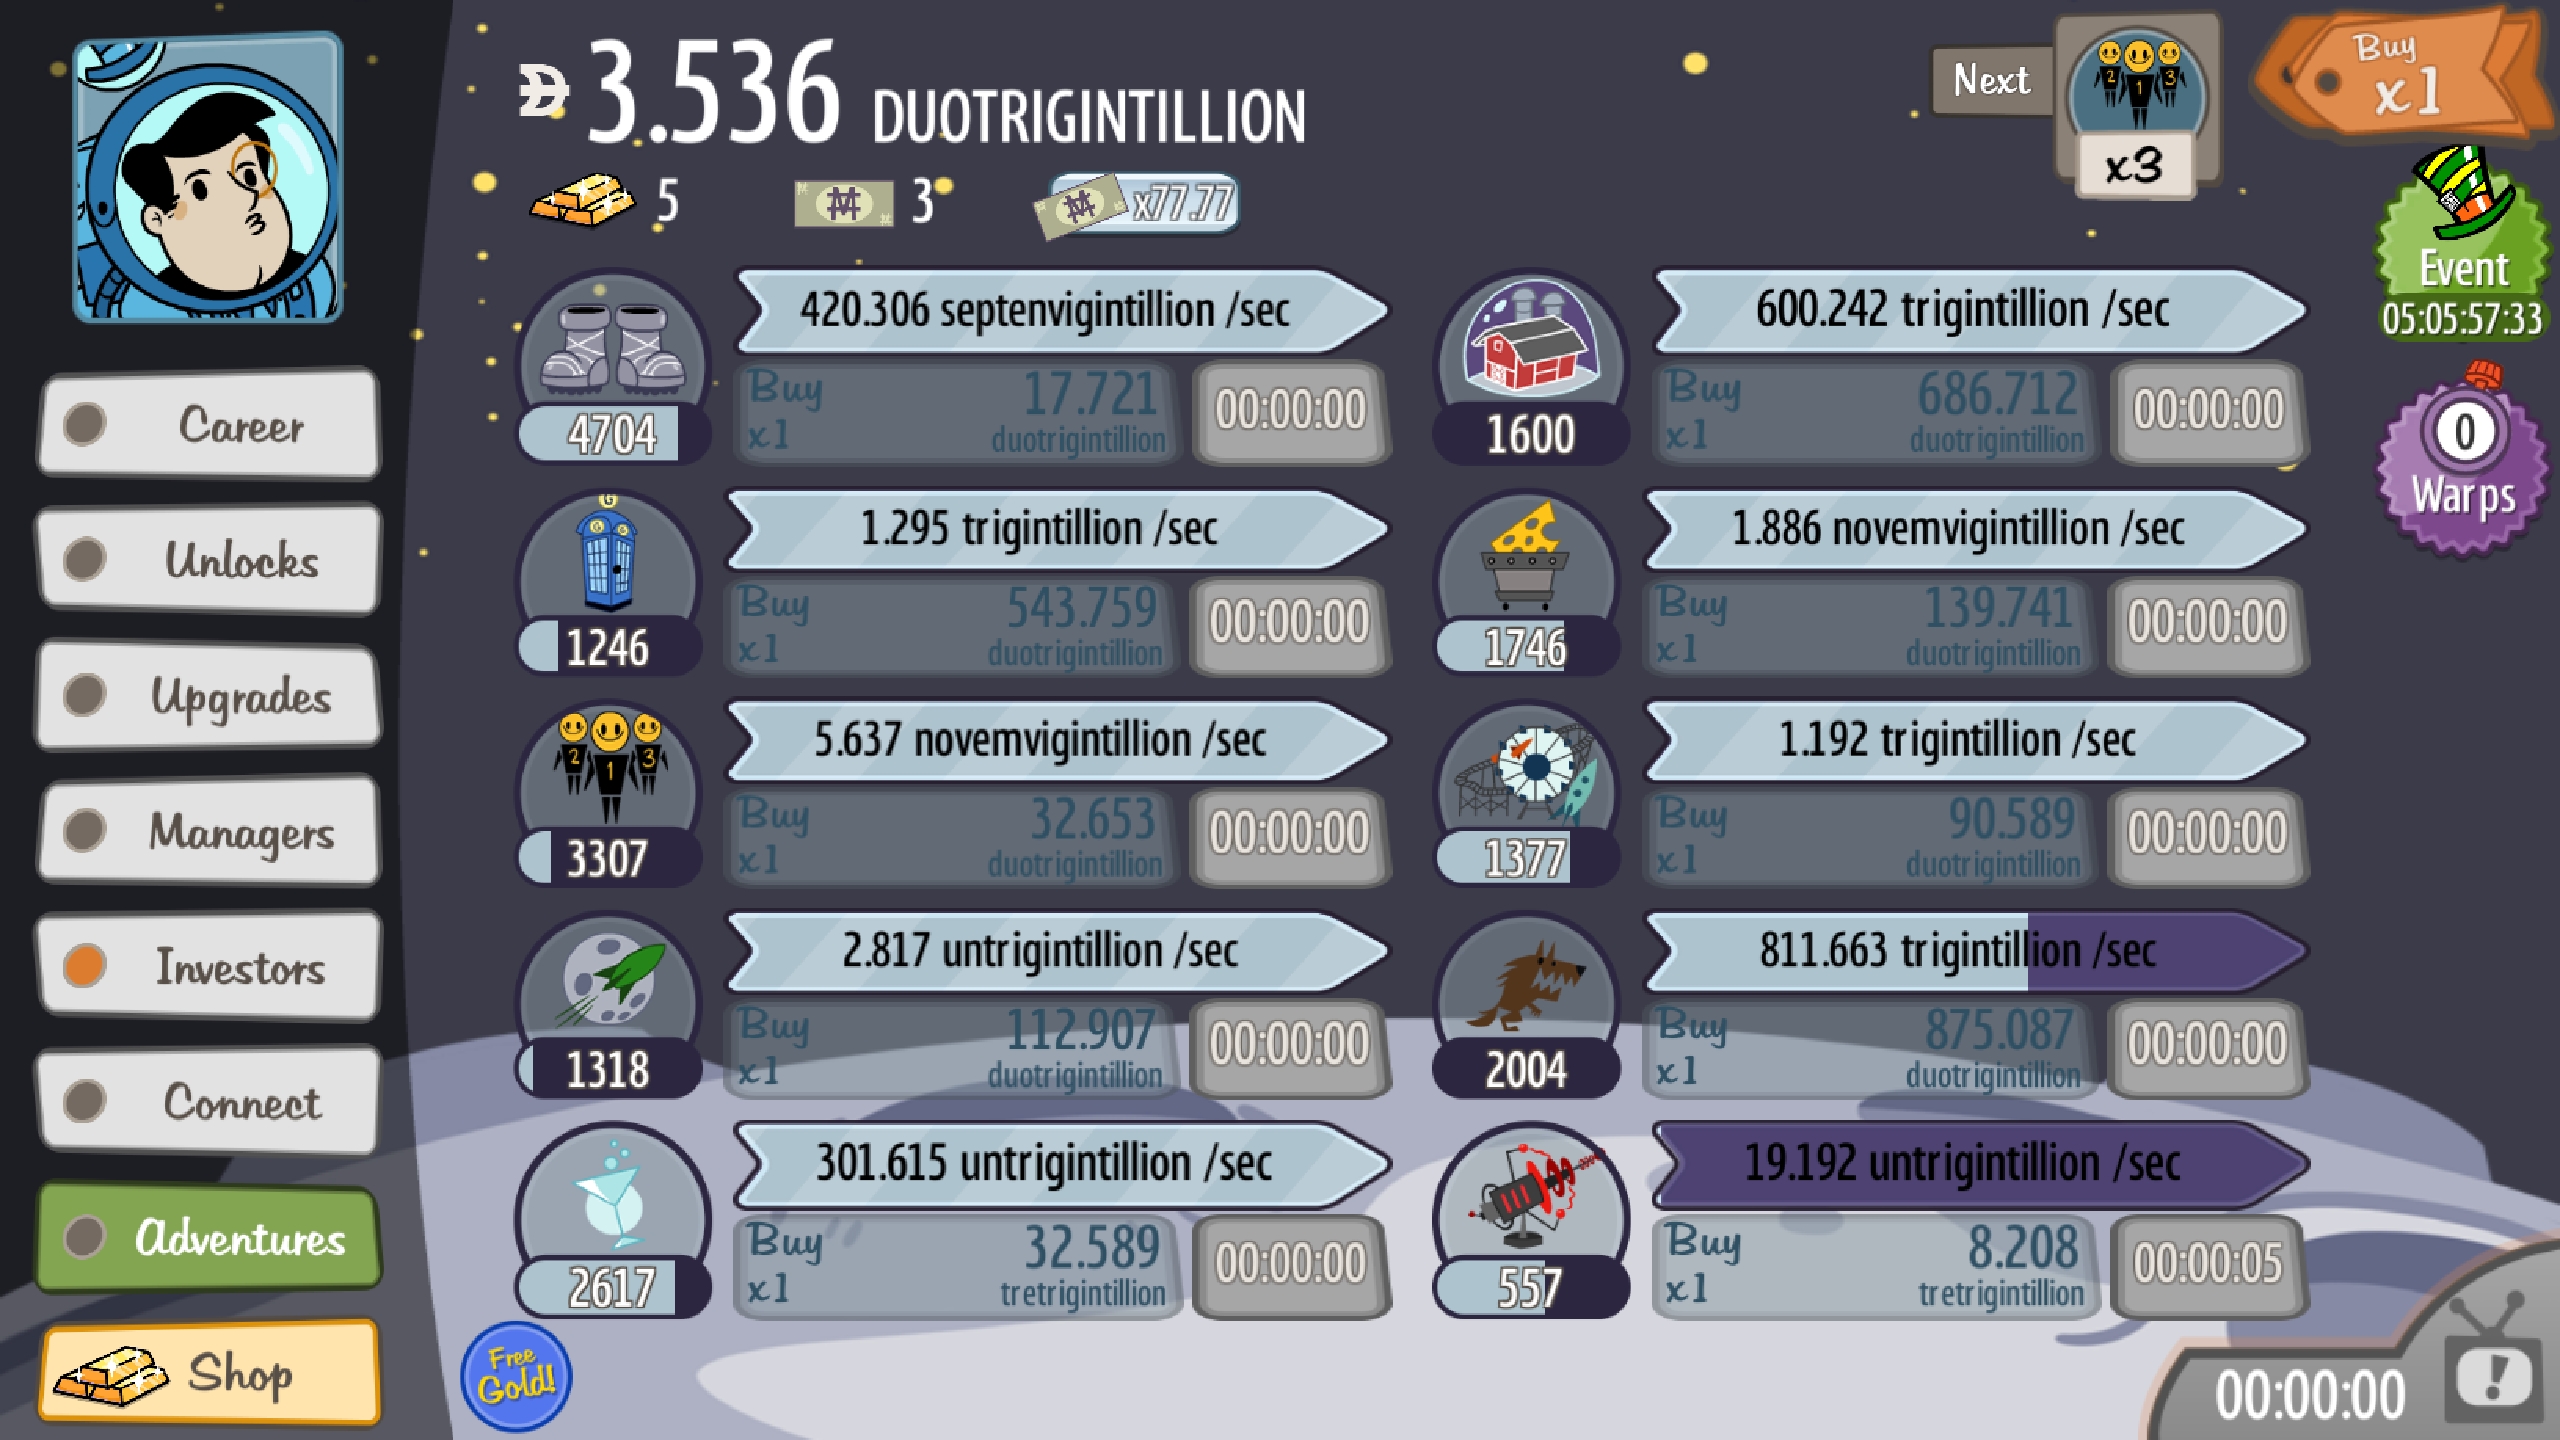 3.536 DUOTRIGINTILLION
5
3
x77.77
Next
x3
Buy
x1
Event
05:05:57:33
0
Warps
Career
Unlocks
Upgrades
Managers
Investors
Connect
Adventures
Shop
420.306 septenvigintillion /sec
4704
Buy
x1
17.721
duotrigintillion
00:00:00
600.242 trigintillion /sec
1600
Buy
x1
686.712
duotrigintillion
00:00:00
1.295 trigintillion /sec
1246
Buy
x1
543.759
duotrigintillion
00:00:00
1.886 novemvigintillion /sec
1746
Buy
x1
139.741
duotrigintillion
00:00:00
2 1 3
5.637 novemvigintillion /sec
3307
Buy
x1
32.653
duotrigintillion
00:00:00
1.192 trigintillion /sec
1377
Buy
x1
90.589
duotrigintillion
00:00:00
2.817 untrigintillion /sec
1318
Buy
x1
112.907
duotrigintillion
00:00:00
811.663 trigintillion /sec
2004
Buy
x1
875.087
duotrigintillion
00:00:00
301.615 untrigintillion /sec
2617
Buy
x1
32.589
tretrigintillion
00:00:00
19.192 untrigintillion /sec
557
Buy
x1
8.208
tretrigintillion
00:00:05
Free
Gold!
00:00:00
!